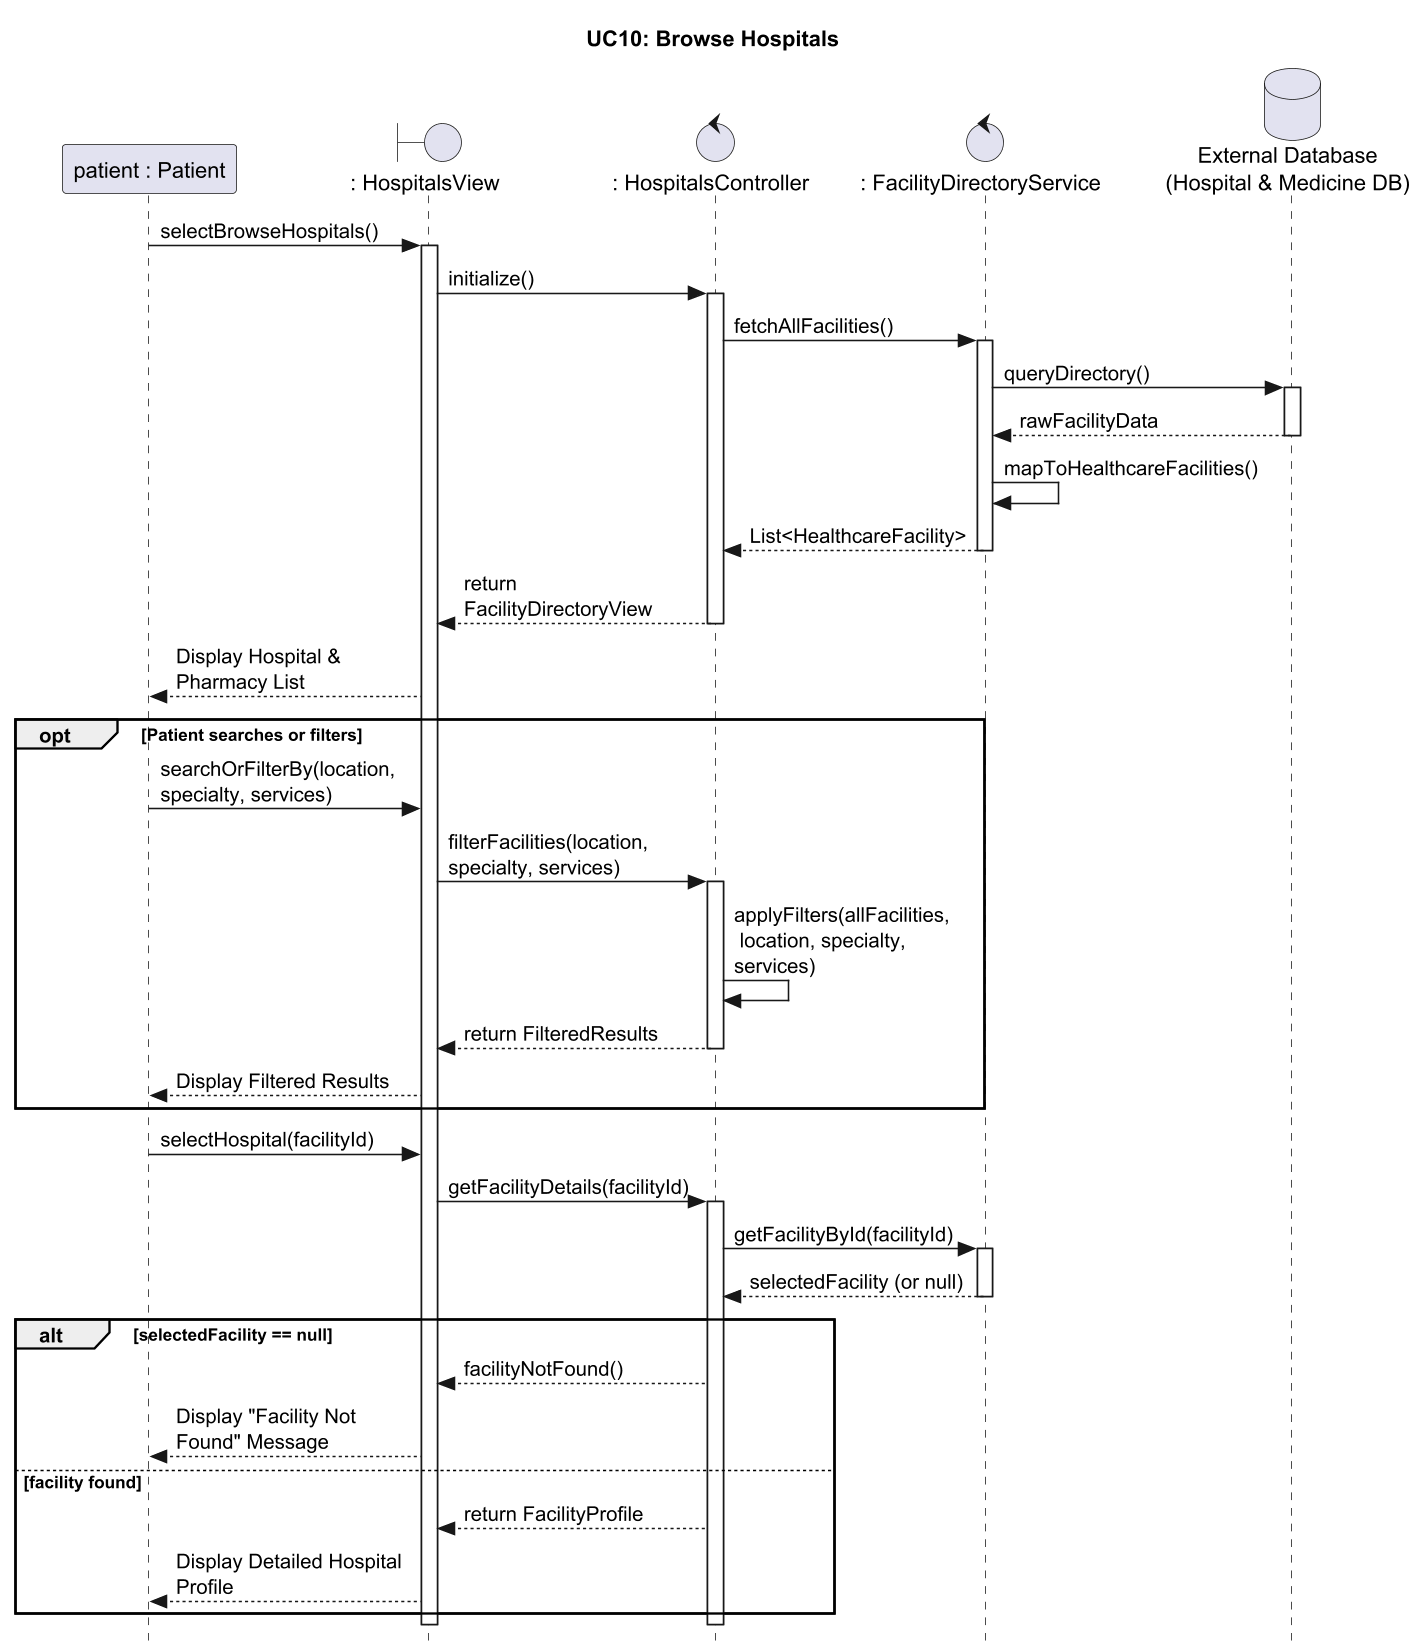 UC10: Browse Hospitals
patient : Patient
: HospitalsView
: HospitalsController
: FacilityDirectoryService
External Database
(Hospital & Medicine DB)
selectBrowseHospitals()
initialize()
fetchAllFacilities()
queryDirectory()
rawFacilityData
mapToHealthcareFacilities()
List<HealthcareFacility>
return
FacilityDirectoryView
Display Hospital &
Pharmacy List
opt
[Patient searches or filters]
searchOrFilterBy(location,
specialty, services)
filterFacilities(location,
specialty, services)
applyFilters(allFacilities,
location, specialty,
services)
return FilteredResults
Display Filtered Results
selectHospital(facilityId)
getFacilityDetails(facilityId)
getFacilityById(facilityId)
selectedFacility (or null)
alt
[selectedFacility == null]
facilityNotFound()
Display "Facility Not
Found" Message
[facility found]
return FacilityProfile
Display Detailed Hospital
Profile